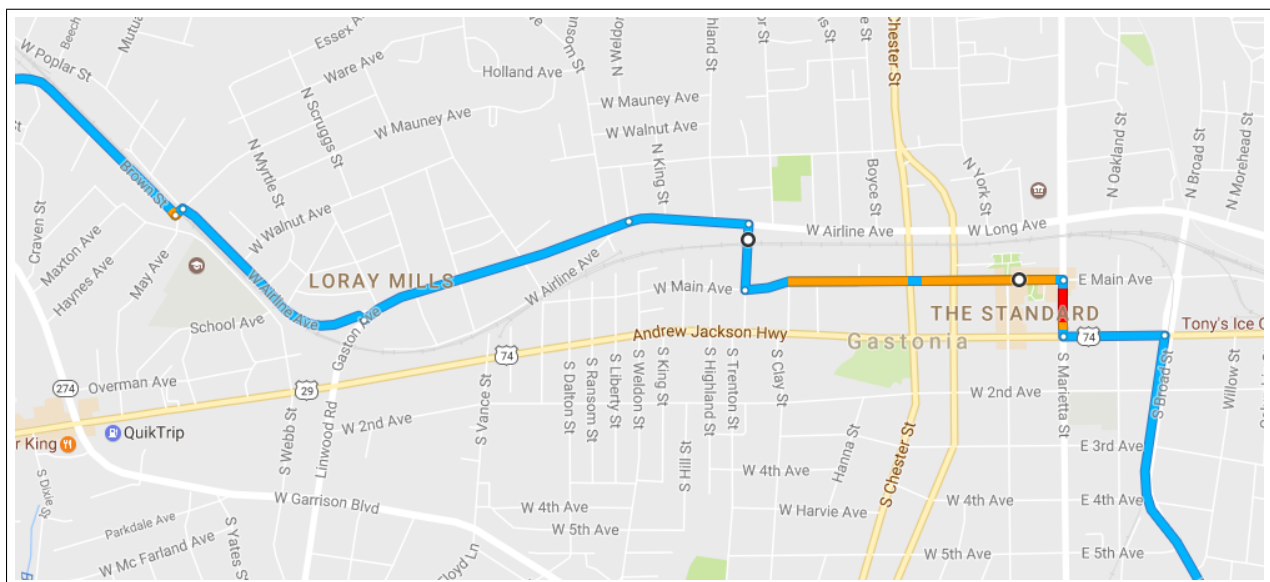 Beech
Mutua
Essex Av
W Poplar St
Ware Ave
Holland Ave
N Weldon
Chester St
N Scruggs St
W Mauney Ave
W Mauney Ave
W Walnut Ave
N Oakland St
N Broad St
N Morehead St
N Myrtle St
N King St
Boyce St
N York St
Brown St
W Walnut Ave
Craven St
Maxton Ave
Haynes Ave
May Ave
W Airline Ave
W Long Ave
LORAY MILLS
W Airline Ave
W Airline Ave
W Main Ave
E Main Ave
THE STANDARD
School Ave
Gaston Ave
Andrew Jackson Hwy
Gastonia
74
Tony's Ice C
74
274
Overman Ave
29
S Vance St
S Dalton St
S Ransom St
S Liberty St
S Weldon St
S King St
S Highland St
S Trenton St
S Clay St
W 2nd Ave
S Marietta St
S Broad St
Willow St
W 2nd Ave
r King
QuikTrip
S Webb St
Linwood Rd
S Hill St
Hanna St
S Chester St
E 3rd Ave
S Dixie St
W Garrison Blvd
W 4th Ave
W 4th Ave
W 4th Ave
E 4th Ave
Parkdale Ave
S Yates St
W 5th Ave
W Harvie Ave
W Mc Farland Ave
Floyd Ln
W 5th Ave
E 5th Ave